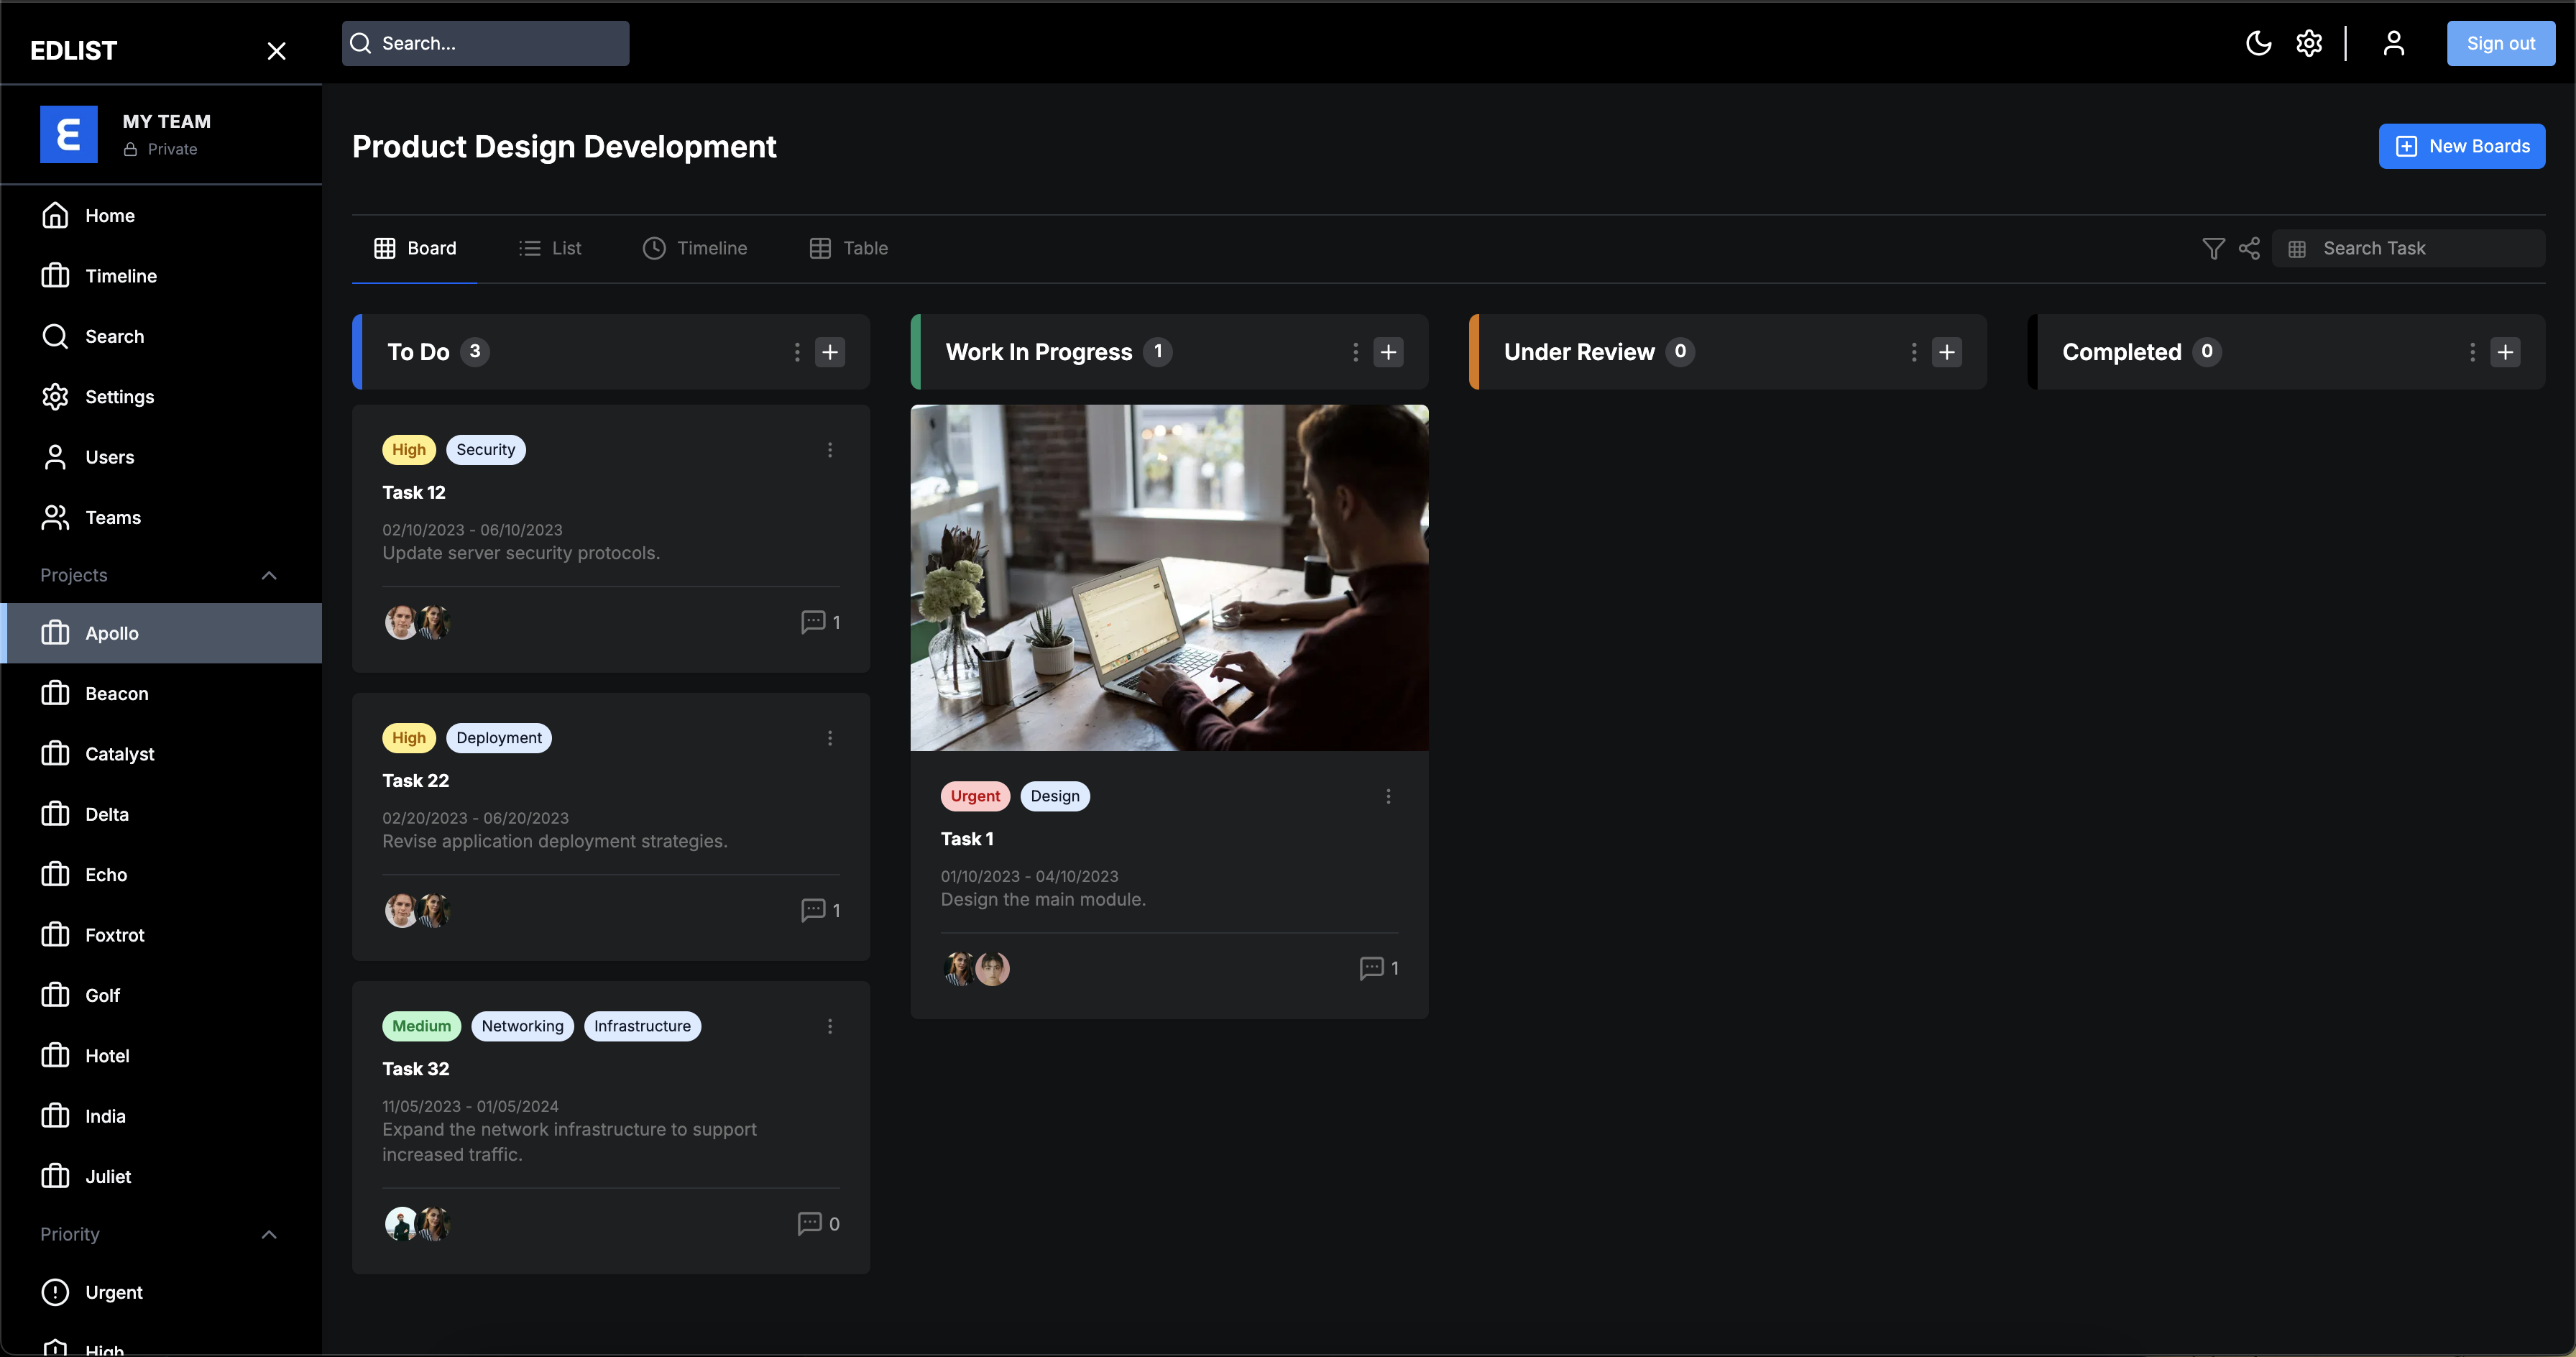 EDLIST
Search...
Sign out
MY TEAM
Private
Home
Timeline
Search
Settings
Users
Teams
Projects
Apollo
Beacon
Catalyst
Delta
Echo
Foxtrot
Golf
Hotel
India
Juliet
Priority
Urgent
High
Product Design Development
New Boards
Board
List
Timeline
Table
Search Task
To Do 3
High Security
Task 12
02/10/2023 - 06/10/2023
Update server security protocols.
1
High Deployment
Task 22
02/20/2023 - 06/20/2023
Revise application deployment strategies.
1
Medium Networking Infrastructure
Task 32
11/05/2023 - 01/05/2024
Expand the network infrastructure to support
increased traffic.
0
Work In Progress 1
Urgent Design
Task 1
01/10/2023 - 04/10/2023
Design the main module.
1
Under Review 0
Completed 0